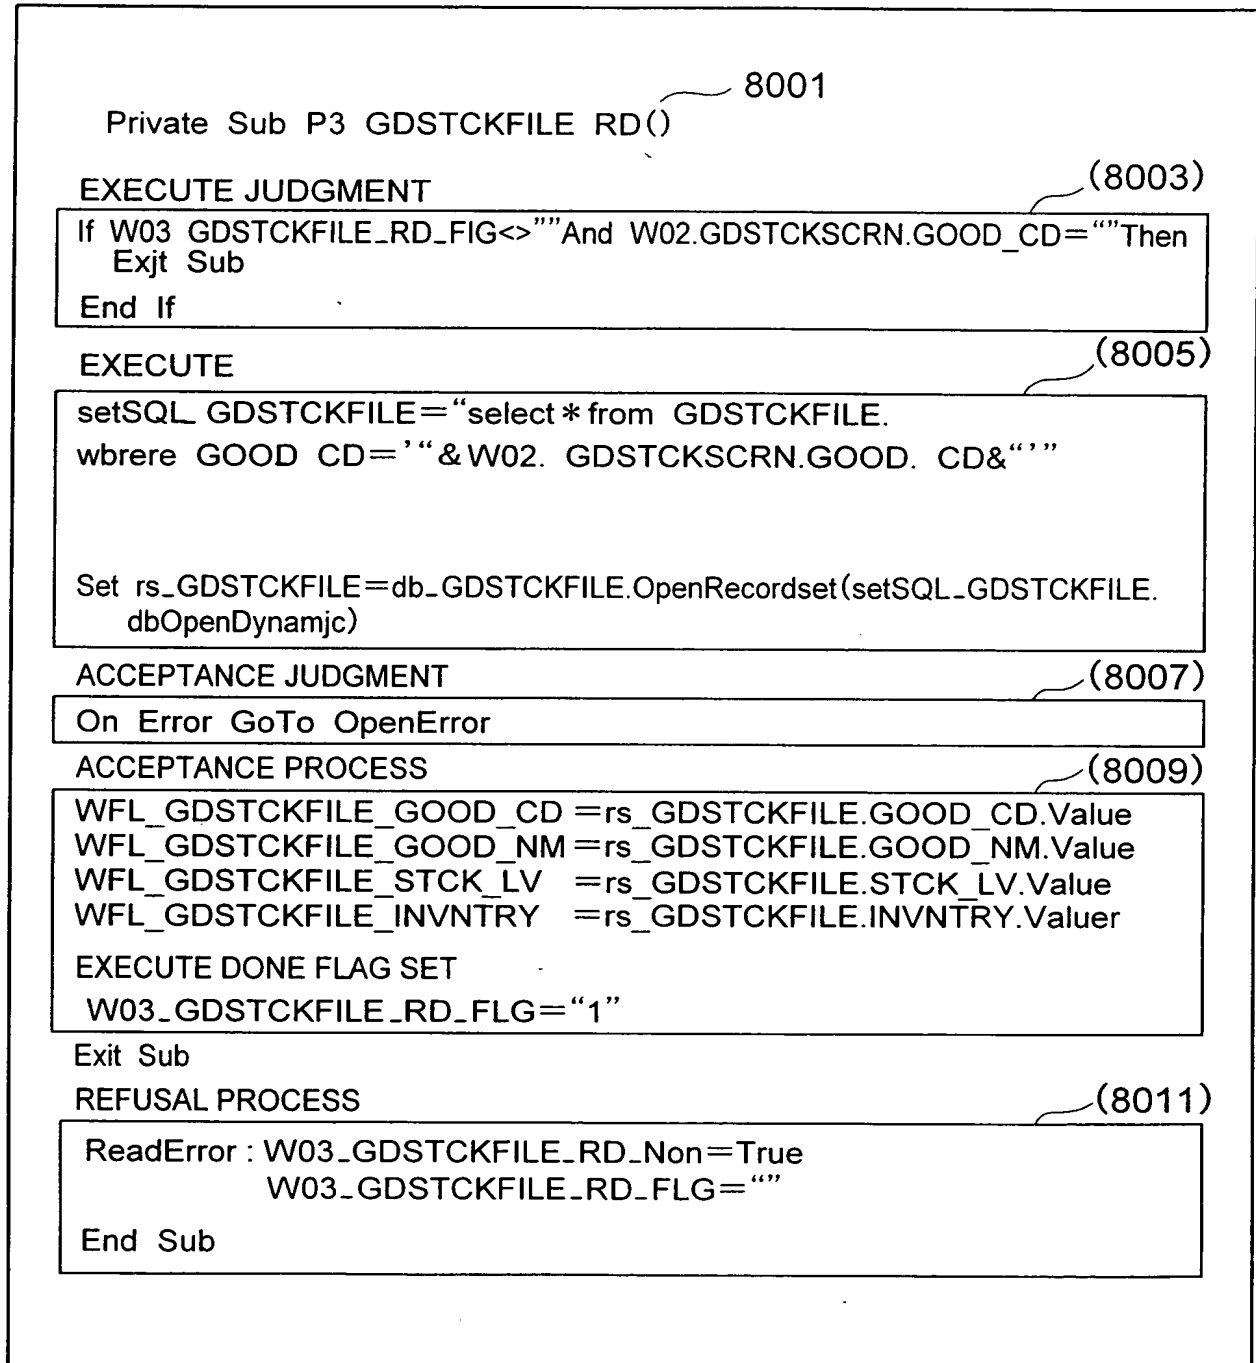 8001
Private Sub P3 GDSTCKFILE RD()
EXECUTE JUDGMENT
(8003)
If W03 GDSTCKFILE_RD_FIG<>""And W02.GDSTCKSCRN.GOOD_CD=“”Then
Exjt Sub
End If
EXECUTE
(8005)
setSQL_GDSTCKFILE=“select*from GDSTCKFILE.
wbrere GOOD CD=’“&W02. GDSTCKSCRN.GOOD. CD&“’”
Set rs_GDSTCKFILE=db_GDSTCKFILE.OpenRecordset(setSQL_GDSTCKFILE.
dbOpenDynamjc)
ACCEPTANCE JUDGMENT
(8007)
On Error GoTo OpenError
ACCEPTANCE PROCESS
(8009)
WFL_GDSTCKFILE_GOOD_CD=rs_GDSTCKFILE.GOOD_CD.Value
WFL_GDSTCKFILE_GOOD_NM=rs_GDSTCKFILE.GOOD_NM.Value
WFL_GDSTCKFILE_STCK_LV =rs_GDSTCKFILE.STCK_LV.Value
WFL_GDSTCKFILE_INVNTRY =rs_GDSTCKFILE.INVNTRY.Valuer
EXECUTE DONE FLAG SET
W03_GDSTCKFILE_RD_FLG=“1”
Exit Sub
REFUSAL PROCESS
(8011)
ReadError : W03_GDSTCKFILE_RD_Non=True
W03_GDSTCKFILE_RD_FLG=“”
End Sub